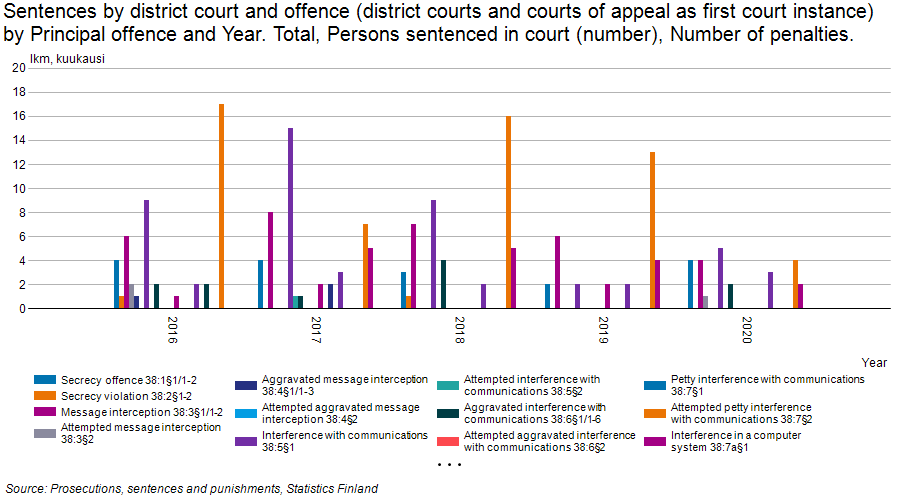 Sentences by district court and offence (district courts and courts of appeal as first court instance)
by Principal offence and Year. Total, Persons sentenced in court (number), Number of penalties.
lkm, kuukausi
20
18
16
14
12
10
8
6
4
2
0
2016
2017
2018
2019
2020
Year
Secrecy offence 38:1§1/1-2
Secrecy violation 38:2§1-2
Message interception 38:3§1/1-2
Attempted message interception
38:3§2
Aggravated message interception
38:4§1/1-3
Attempted aggravated message
interception 38:4§2
Interference with communications
38:5§1
Attempted interference with
communications 38:5§2
Aggravated interference with
communications 38:6§1/1-6
Attempted aggravated interference
with communications 38:6§2
Petty interference with communications
38:7§1
Attempted petty interference
with communications 38:7§2
Interference in a computer
system 38:7a§1
• • •
Source: Prosecutions, sentences and punishments, Statistics Finland